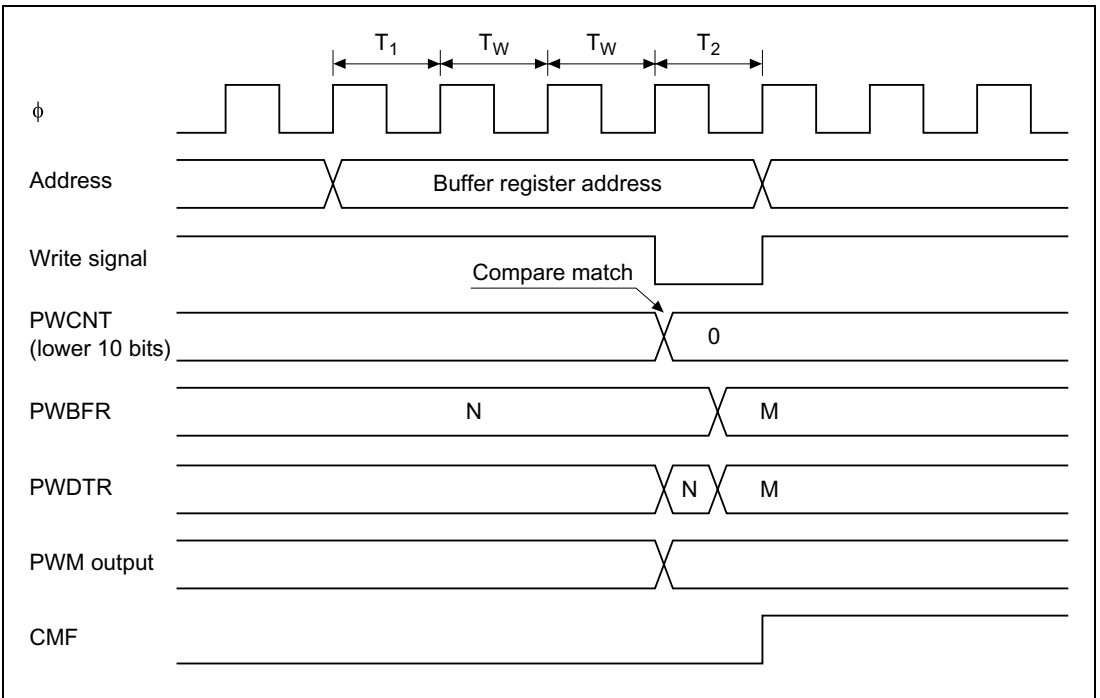 T1 TW TW T2
ϕ
Address Buffer register address
Write signal
Compare match
PWCNT
(lower 10 bits) 0
PWBFR N M
PWDTR N M
PWM output
CMF